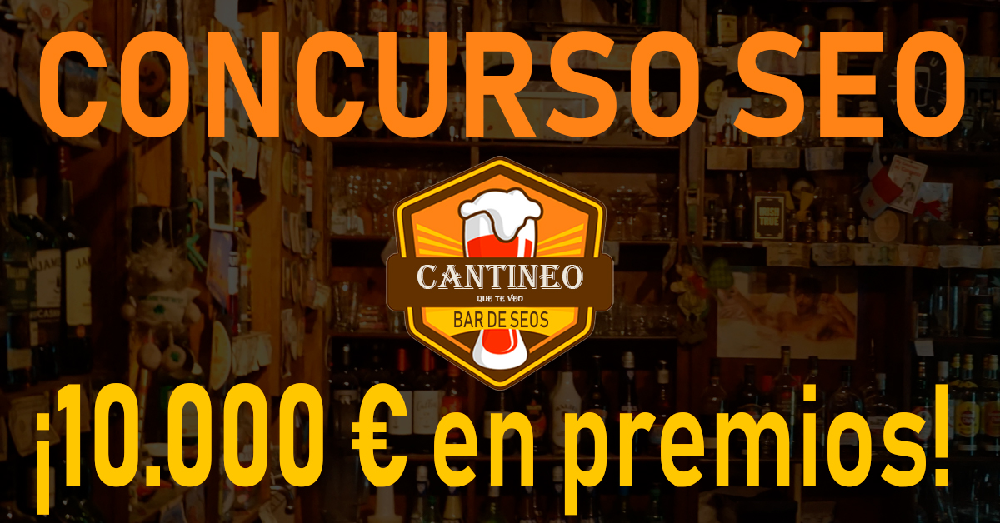 CONCURSO SEO
CANTINEO
QUE TE VEO
BAR DE SEOS
¡10.000 € en premios!